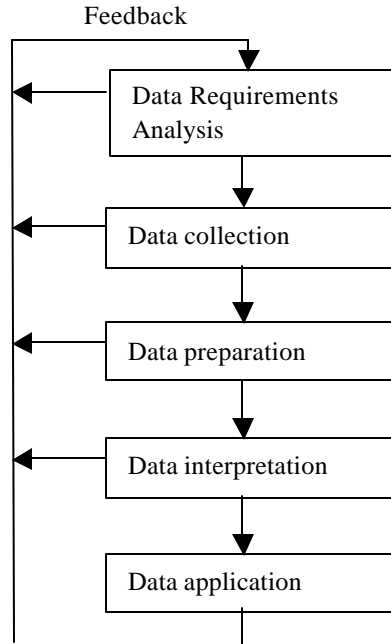 Feedback
Data Requirements
Analysis
Data collection
Data preparation
Data interpretation
Data application